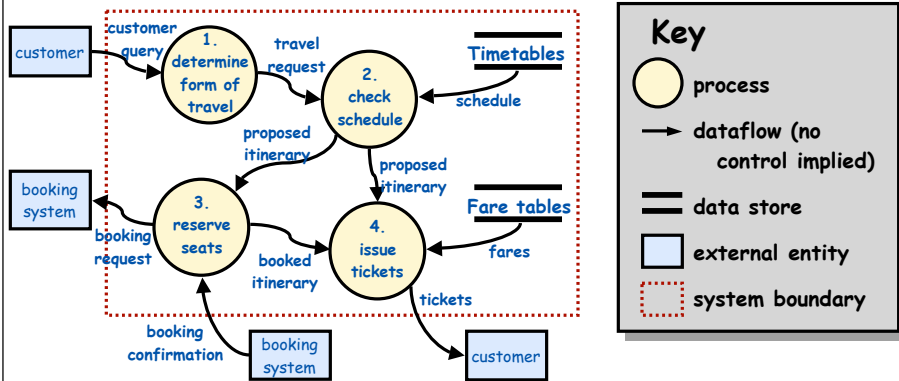 customer
customer
query
1.
determine
form of
travel
travel
request
2.
check
schedule
Timetables
schedule
proposed
itinerary
proposed
itinerary
booking
system
booking
request
3.
reserve
seats
booked
itinerary
4.
issue
tickets
Fare tables
fares
tickets
booking
confirmation
booking
system
customer
Key
process
dataflow (no
control implied)
data store
external entity
system boundary